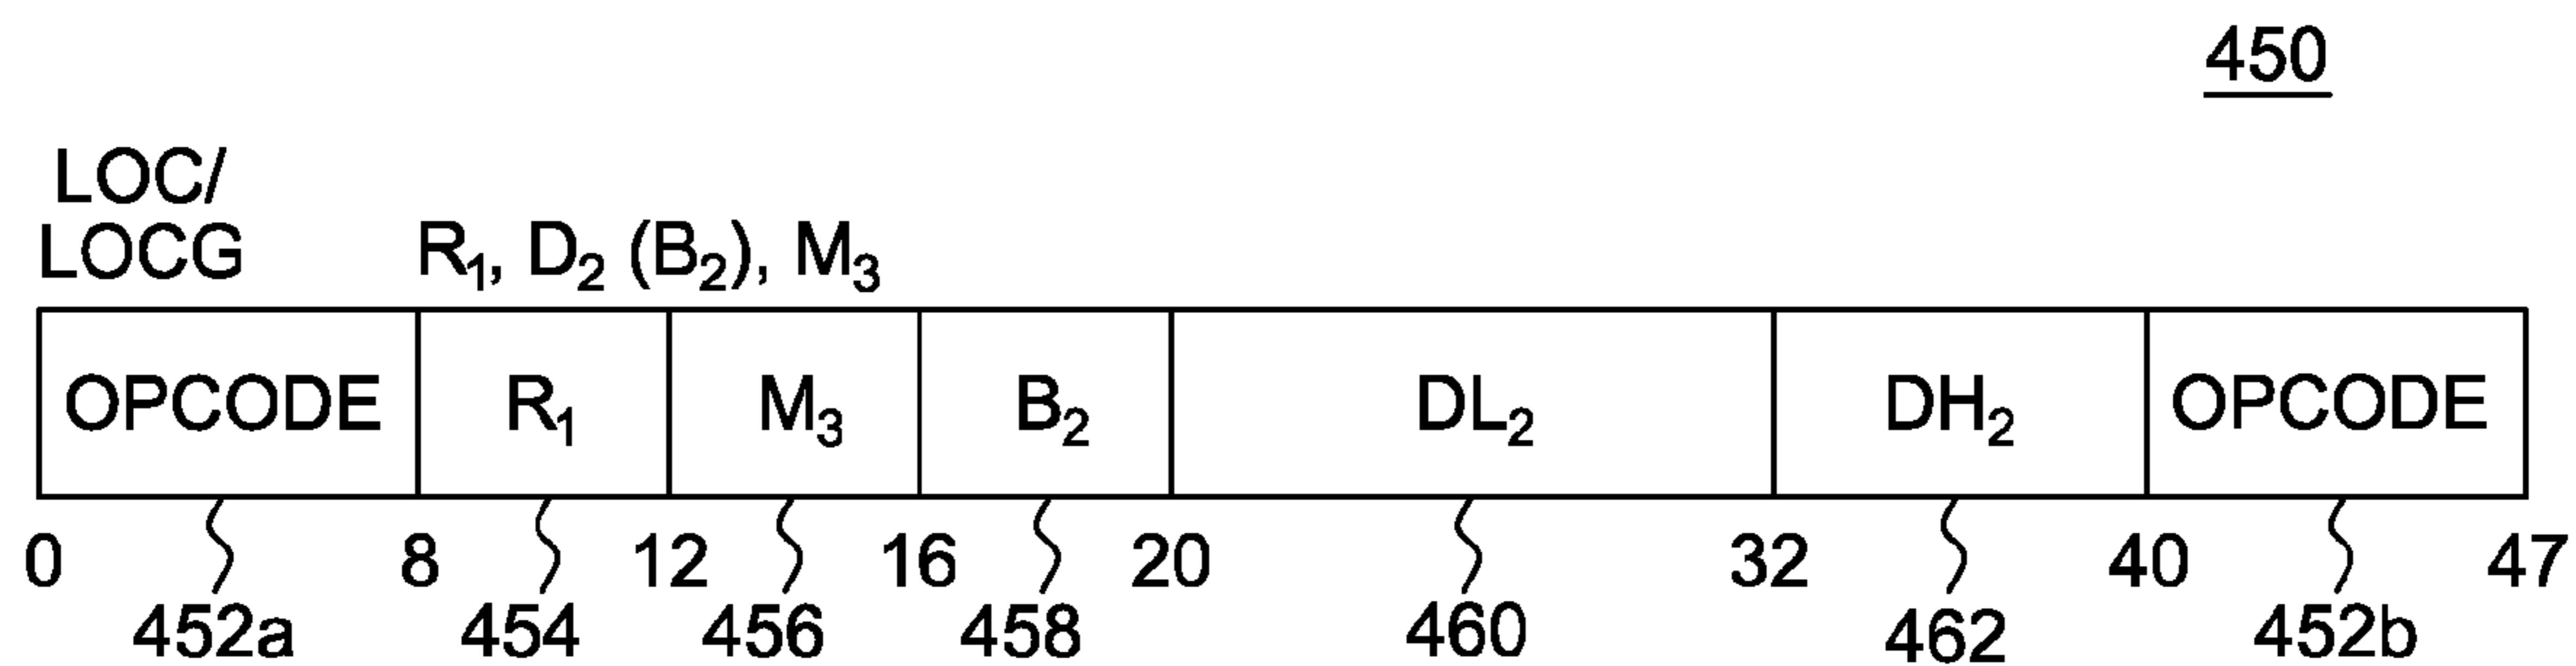 450
LOC/
LOCG R₁, D₂ (B₂), M₃
OPCODE R₁ M₃ B₂ DL₂ DH₂ OPCODE
0 8 12 16 20 32 40 47
452a 454 456 458 460 462 452b